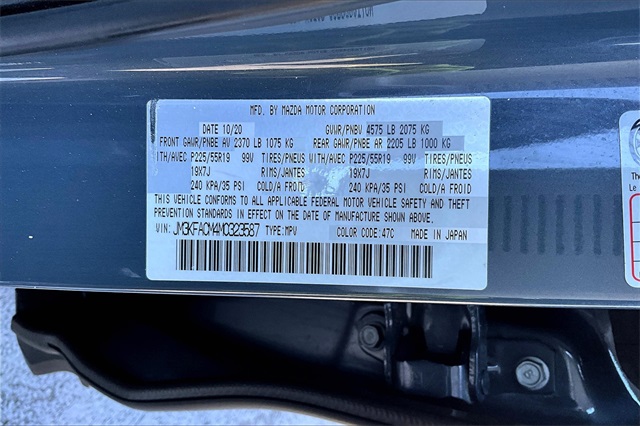 MFD. BY MAZDA MOTOR CORPORATION
DATE 10/20 GVWR/PNBV 4575 LB 2075 KG
FRONT GAWR/PNBE AV 2370 LB 1075 KG REAR GAWR/PNBE AR 2205 LB 1000 KG
WITH/AVEC P225/55R19 99V TIRES/PNEUS WITH/AVEC P225/55R19 99V TIRES/PNEUS
19X7J RIMS/JANTES 19X7J RIMS/JANTES
240 KPA/35 PSI COLD/A FROID 240 KPA/35 PSI COLD/A FROID
THIS VEHICLE CONFORMS TO ALL APPLICABLE FEDERAL MOTOR VEHICLE SAFETY AND THEFT
PREVENTION STANDARDS IN EFFECT ON THE DATE OF MANUFACTURE SHOWN ABOVE.
VIN: JM3KFACM4M0323587 TYPE:MPV COLOR CODE:47C MADE IN JAPAN